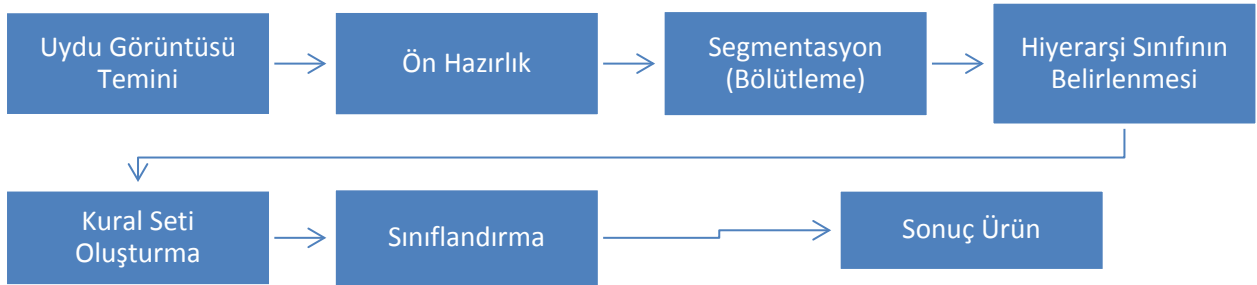 Uydu Görüntüsü
Temini
Ön Hazırlık
Segmentasyon
(Bölütleme)
Hiyerarşi Sınıfının
Belirlenmesi
Kural Seti
Oluşturma
Sınıflandırma
Sonuç Ürün